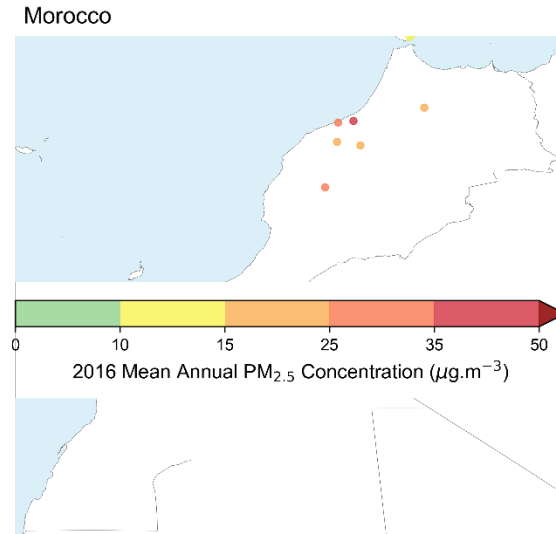 Morocco
0 10 15 25 35 50
2016 Mean Annual PM₂.₅ Concentration (μg.m⁻³)